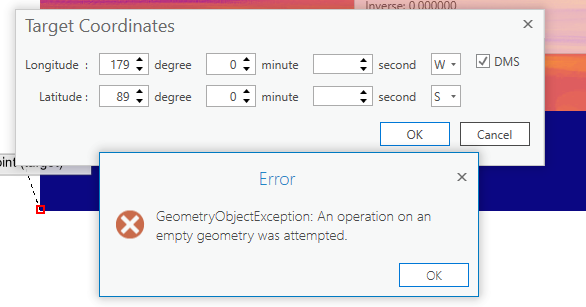 Inverse: 0.000000
Target Coordinates
Longitude : 179 degree 0 minute second W DMS
Latitude : 89 degree 0 minute second S
OK Cancel
(target)
Error
GeometryObjectException: An operation on an
empty geometry was attempted.
OK